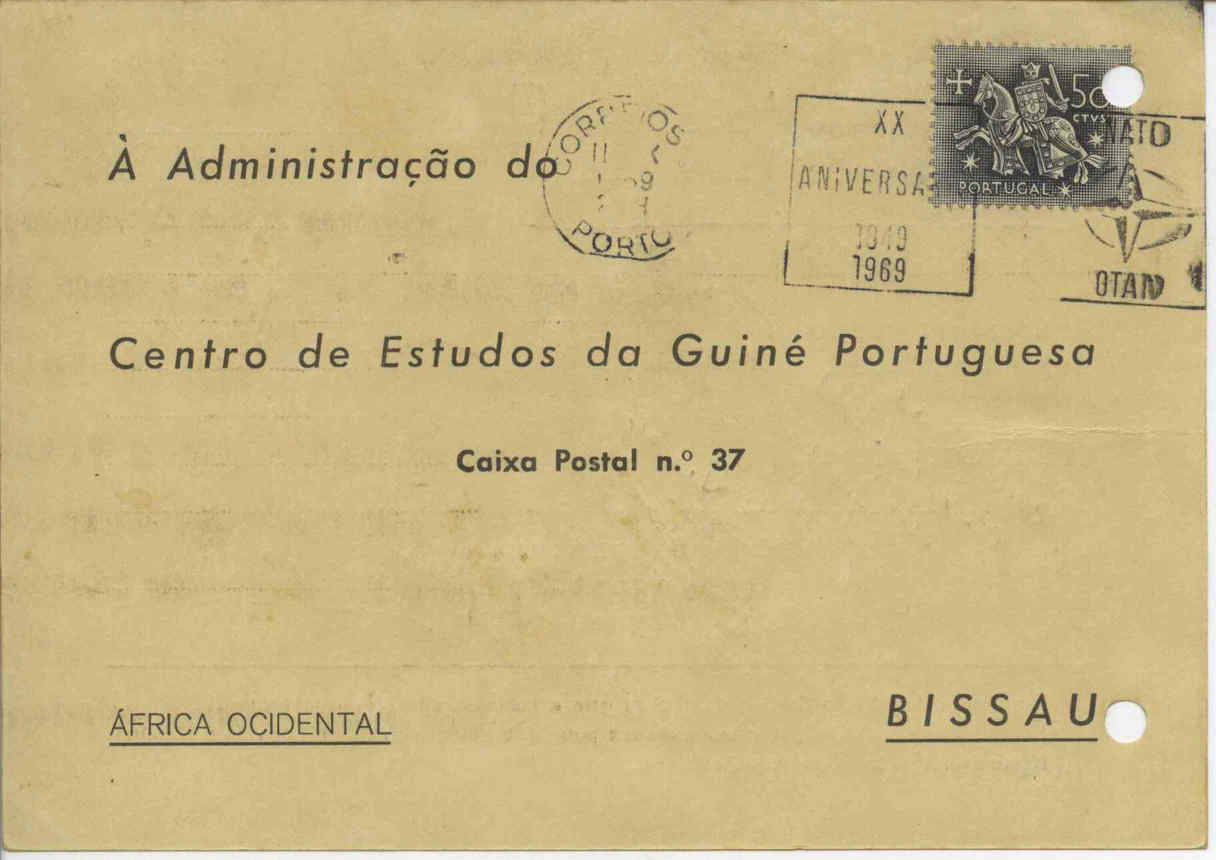 À Administração do
CORREIOS
PORTO
XX
ANIVERSA
1949
1969
50
CTVS
PORTUGAL
NATO
OTAN
Centro de Estudos da Guiné Portuguesa
Caixa Postal n.º 37
ÁFRICA OCIDENTAL
BISSAU